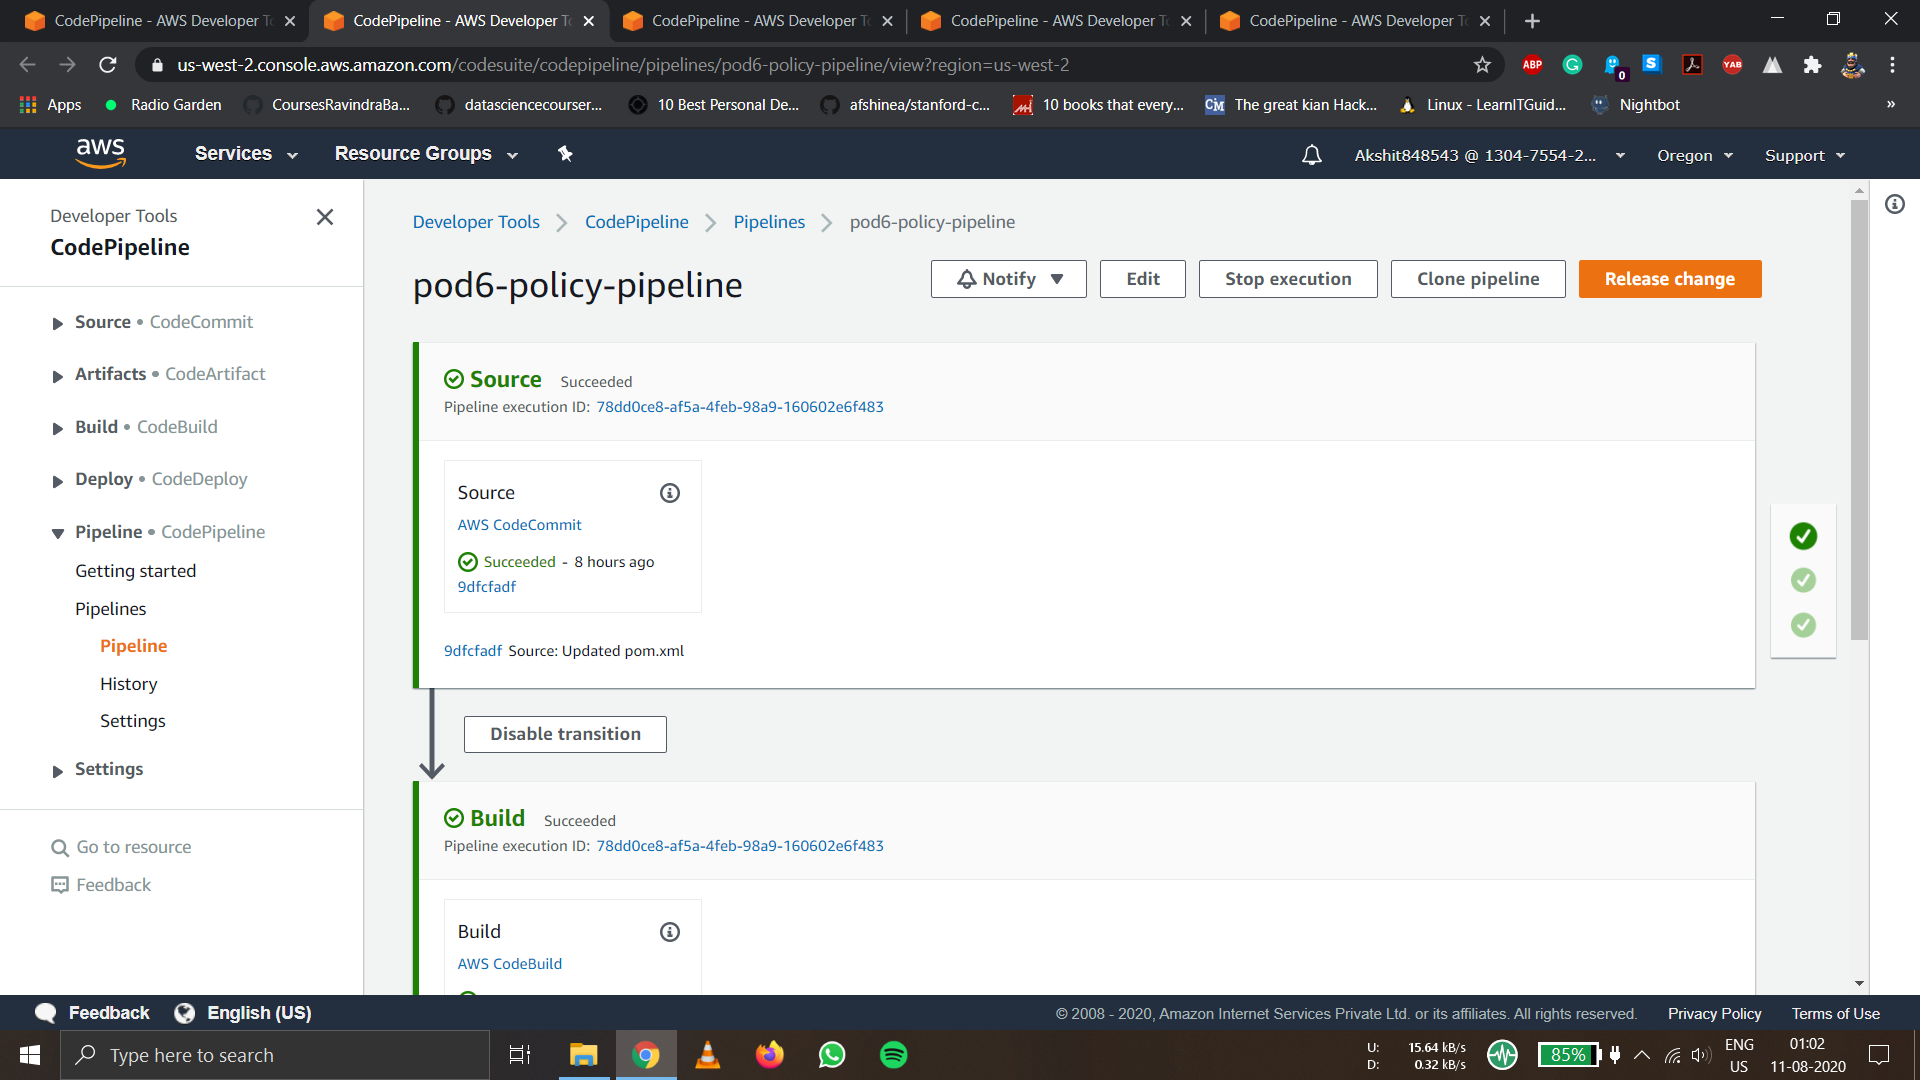 CodePipeline - AWS Developer To
CodePipeline - AWS Developer To
CodePipeline - AWS Developer To
CodePipeline - AWS Developer To
CodePipeline - AWS Developer To
us-west-2.console.aws.amazon.com/codesuite/codepipeline/pipelines/pod6-policy-pipeline/view?region=us-west-2
ABP
0
S
YAB
Apps
Radio Garden
CoursesRavindraBa...
datasciencecourser...
10 Best Personal De...
afshinea/stanford-c...
10 books that every...
CM
The great kian Hack...
Linux - LearnITGuid...
Nightbot
»
aws
Services
Resource Groups
Akshit848543 @ 1304-7554-2...
Oregon
Support
Developer Tools
CodePipeline
Source • CodeCommit
Artifacts • CodeArtifact
Build • CodeBuild
Deploy • CodeDeploy
Pipeline • CodePipeline
Getting started
Pipelines
Pipeline
History
Settings
Settings
Go to resource
Feedback
Developer Tools
CodePipeline
Pipelines
pod6-policy-pipeline
pod6-policy-pipeline
Notify
Edit
Stop execution
Clone pipeline
Release change
Source Succeeded
Pipeline execution ID: 78dd0ce8-af5a-4feb-98a9-160602e6f483
Source
AWS CodeCommit
Succeeded - 8 hours ago
9dfcfadf
9dfcfadf Source: Updated pom.xml
Disable transition
Build Succeeded
Pipeline execution ID: 78dd0ce8-af5a-4feb-98a9-160602e6f483
Build
AWS CodeBuild
Feedback
English (US)
© 2008 - 2020, Amazon Internet Services Private Ltd. or its affiliates. All rights reserved.
Privacy Policy
Terms of Use
Type here to search
U: 15.64 kB/s
D: 0.32 kB/s
85%
ENG
US
01:02
11-08-2020